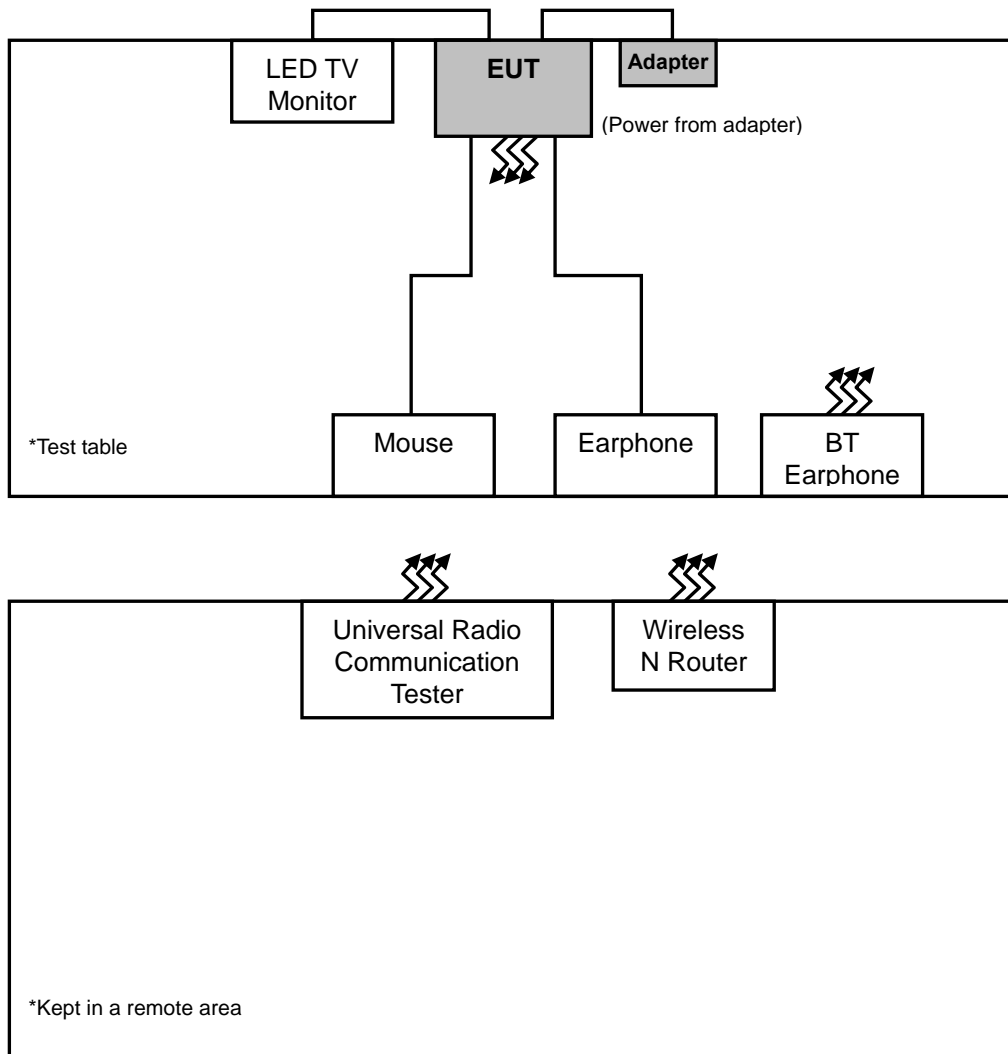 LED TV
Monitor
EUT
Adapter
(Power from adapter)
*Test table
Mouse
Earphone
BT
Earphone
Universal Radio
Communication
Tester
Wireless
N Router
*Kept in a remote area